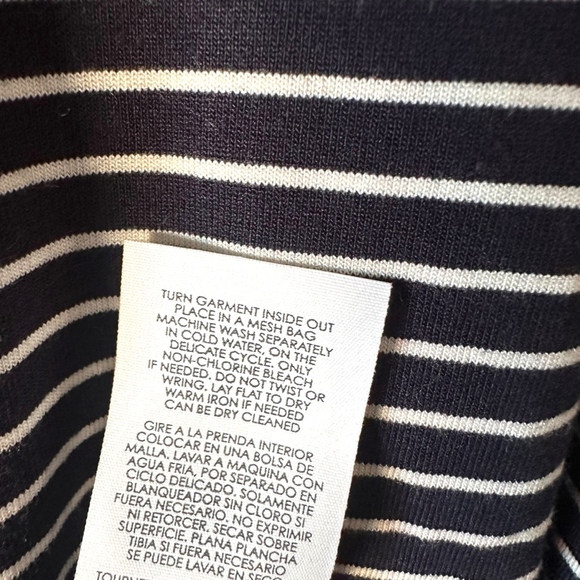 TURN GARMENT INSIDE OUT
PLACE IN A MESH BAG
MACHINE WASH SEPARATELY
IN COLD WATER, ON THE
DELICATE CYCLE. ONLY
NON-CHLORINE BLEACH
IF NEEDED. DO NOT TWIST OR
WRING. LAY FLAT TO DRY
WARM IRON IF NEEDED
CAN BE DRY CLEANED
GIRE A LA PRENDA INTERIOR
COLOCAR EN UNA BOLSA DE
MALLA. LAVAR A MAQUINA CON
AGUA FRIA, POR SEPARADO EN
CICLO DELICADO. SOLAMENTE
BLANQUEADOR SIN CLORO SI
FUERA NECESARIO. NO EXPRIMIR
NI RETORCER. SECAR SOBRE
SUPERFICIE. PLANA PLANCHA
TIBIA SI FUERA NECESARIO
SE PUEDE LAVAR EN SECO